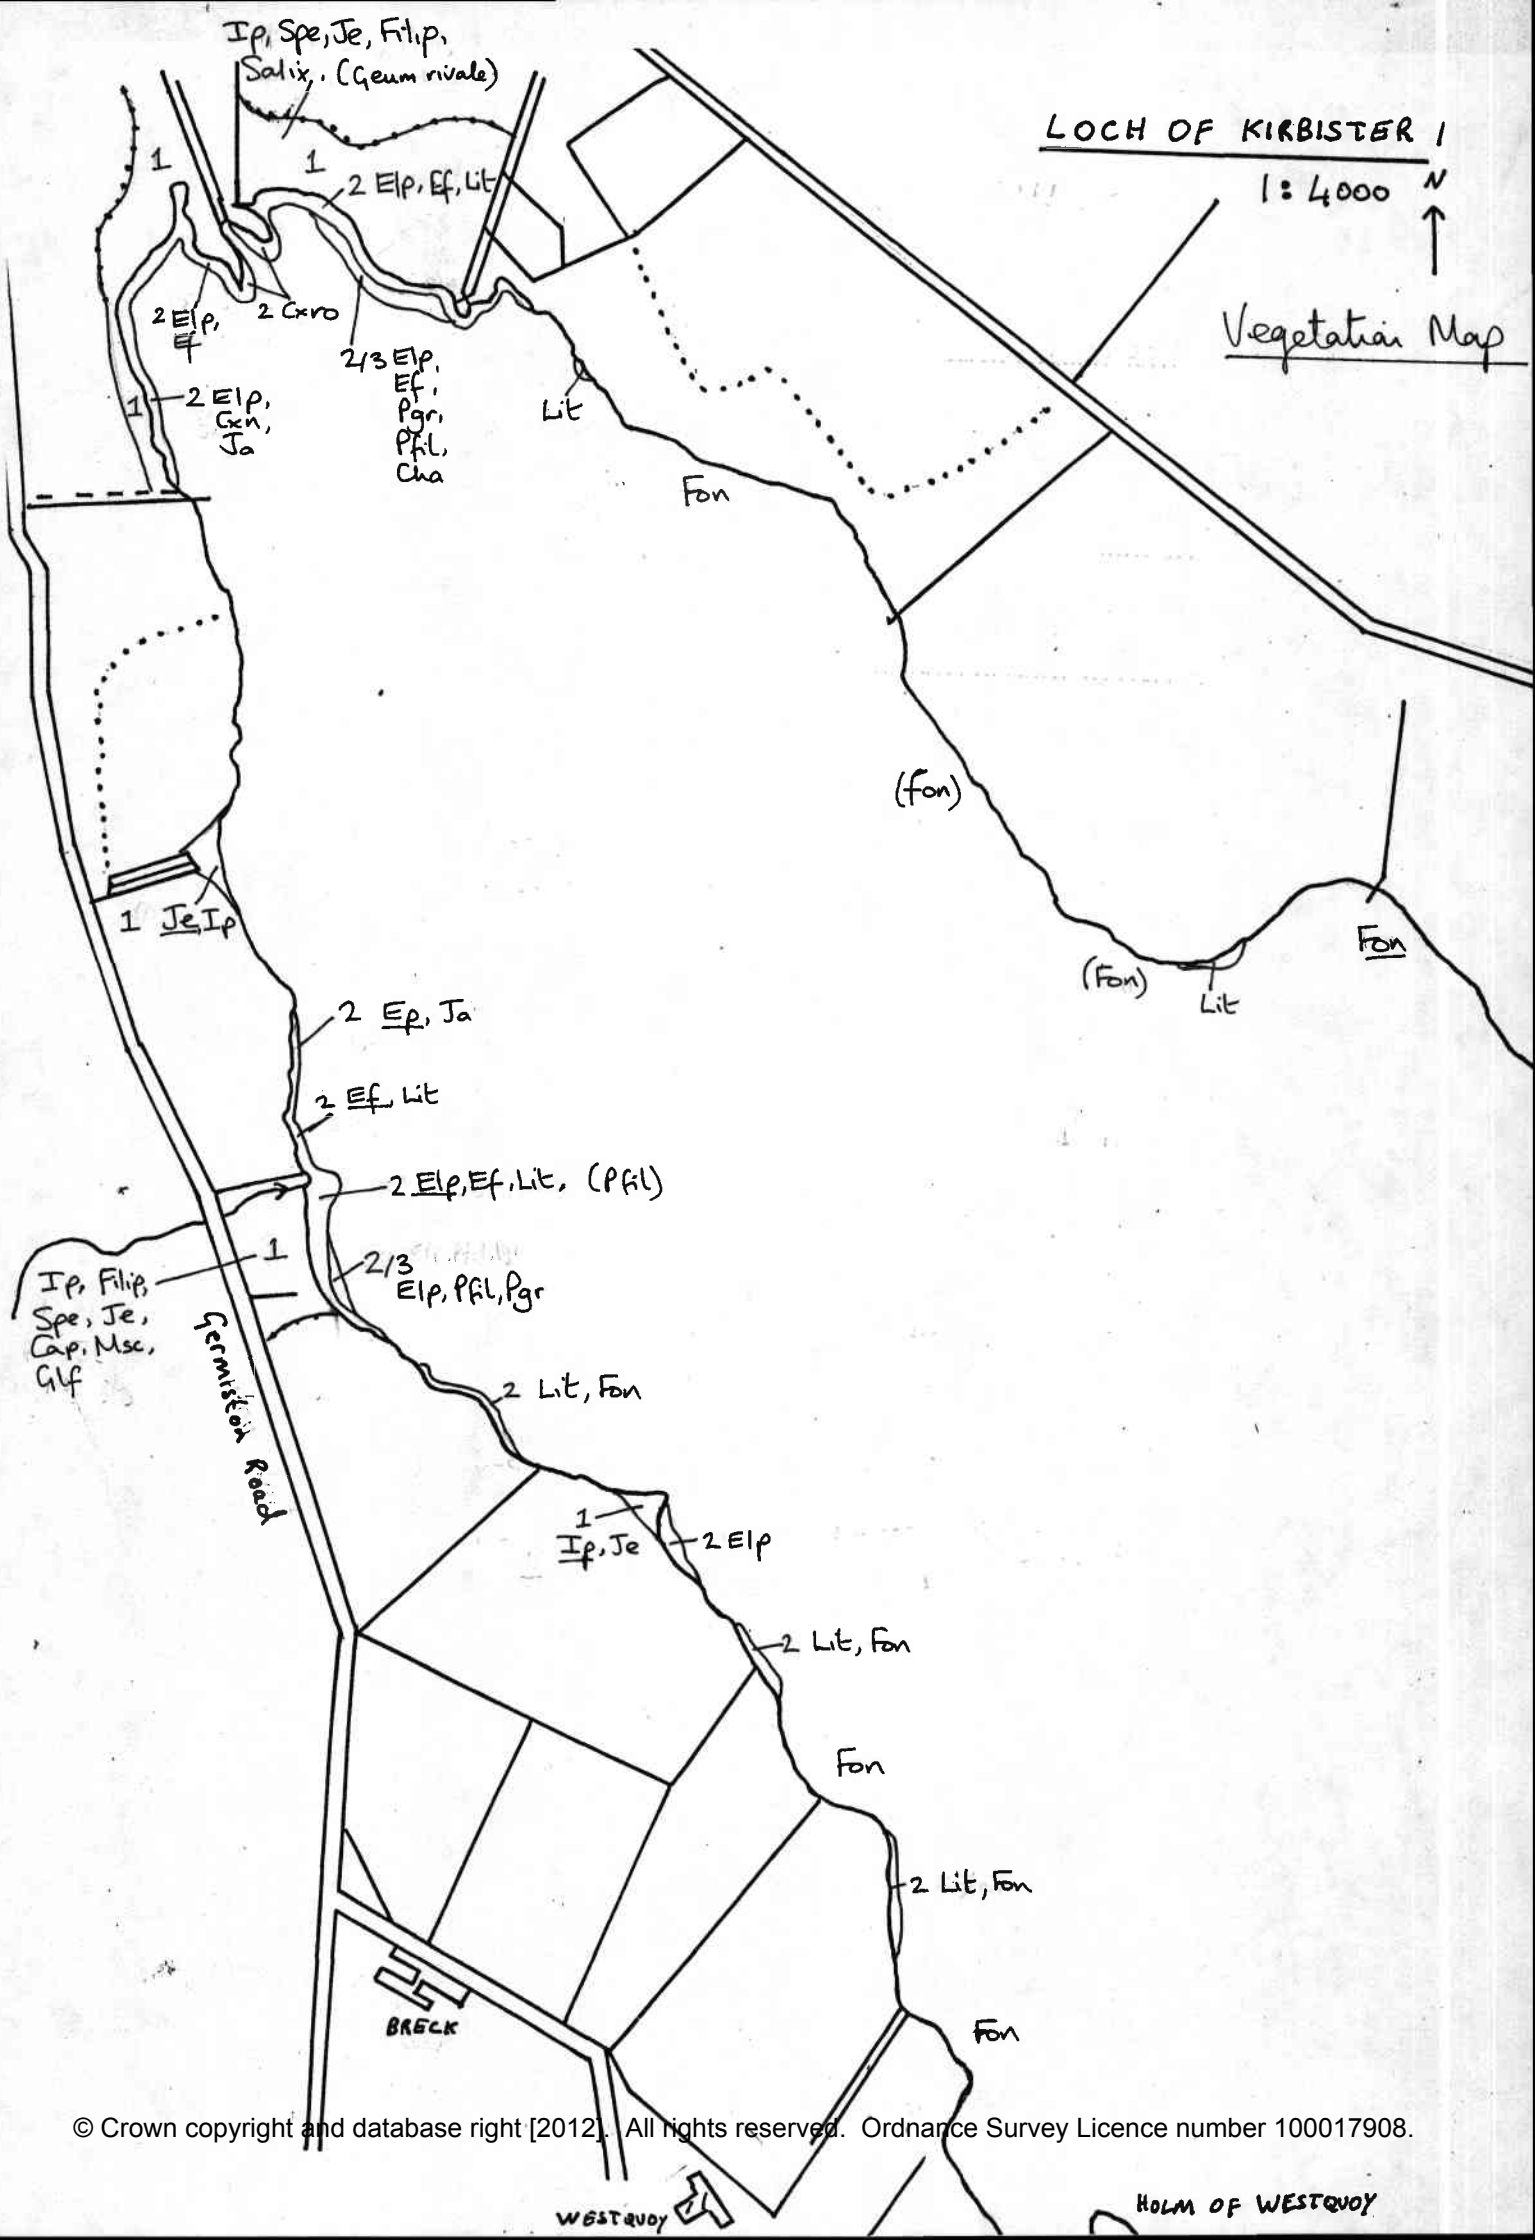 Ip, Spe, Je, Filip,
Salix, (Geum rivale)
LOCH OF KIRBISTER 1
1:4000 N
Vegetation Map
1
1
2 Elp, Ef, Lit
2 Elp,
Ef
2 Cxro
2/3 Elp,
Ef,
Pgr,
Pfil,
Cha
Lit
1
2 Elp,
Cxn,
Ja
Fon
(Fon)
(Fon)
Lit
Fon
1 Je, Ip
2 Ep, Ja
2 Ef, Lit
2 Elp, Ef, Lit, (Pfil)
1
Ip, Filip,
Spe, Je,
Cap, Msc,
Glf
2/3
Elp, Pfil, Pgr
Germiston Road
2 Lit, Fon
1
Ip, Je
2 Elp
2 Lit, Fon
Fon
2 Lit, Fon
BRECK
Fon
© Crown copyright and database right [2012]. All rights reserved. Ordnance Survey Licence number 100017908.
WESTQUOY
HOLM OF WESTQUOY